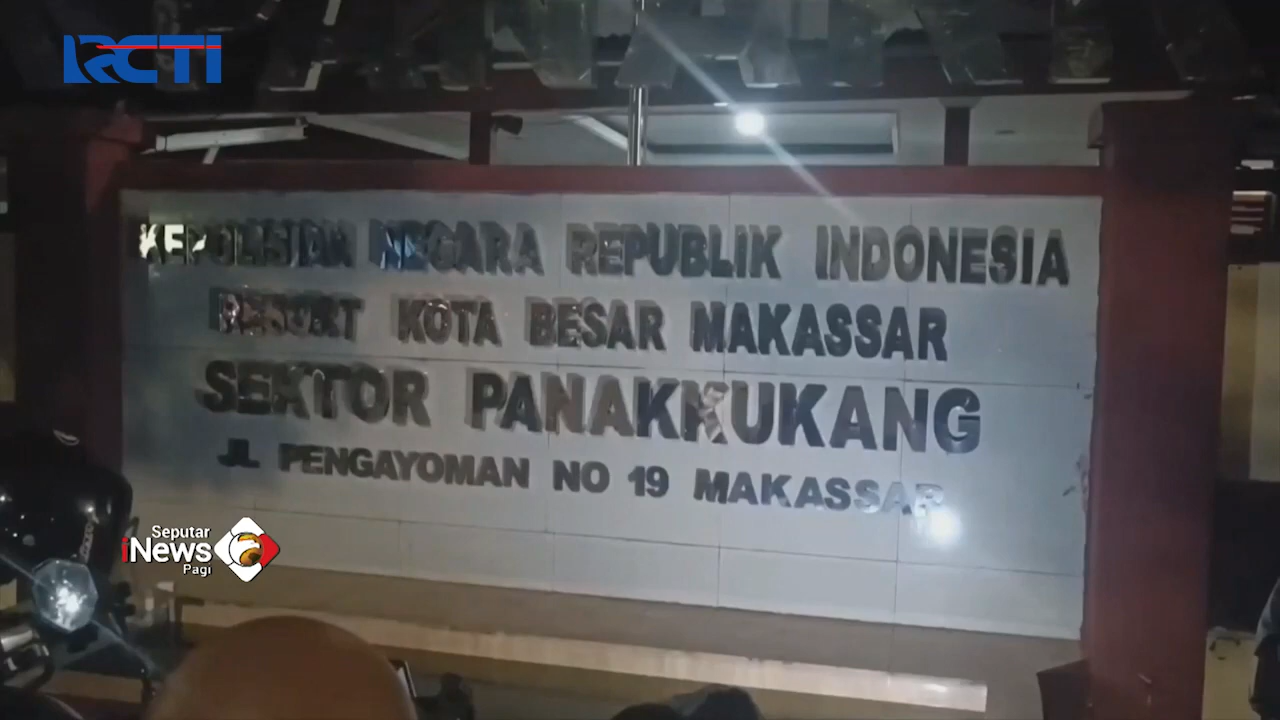 RCTI
KEPOLISIAN NEGARA REPUBLIK INDONESIA
RESORT KOTA BESAR MAKASSAR
SEKTOR PANAKKUKANG
JL PENGAYOMAN NO 19 MAKASSAR
Seputar
iNews
Pagi